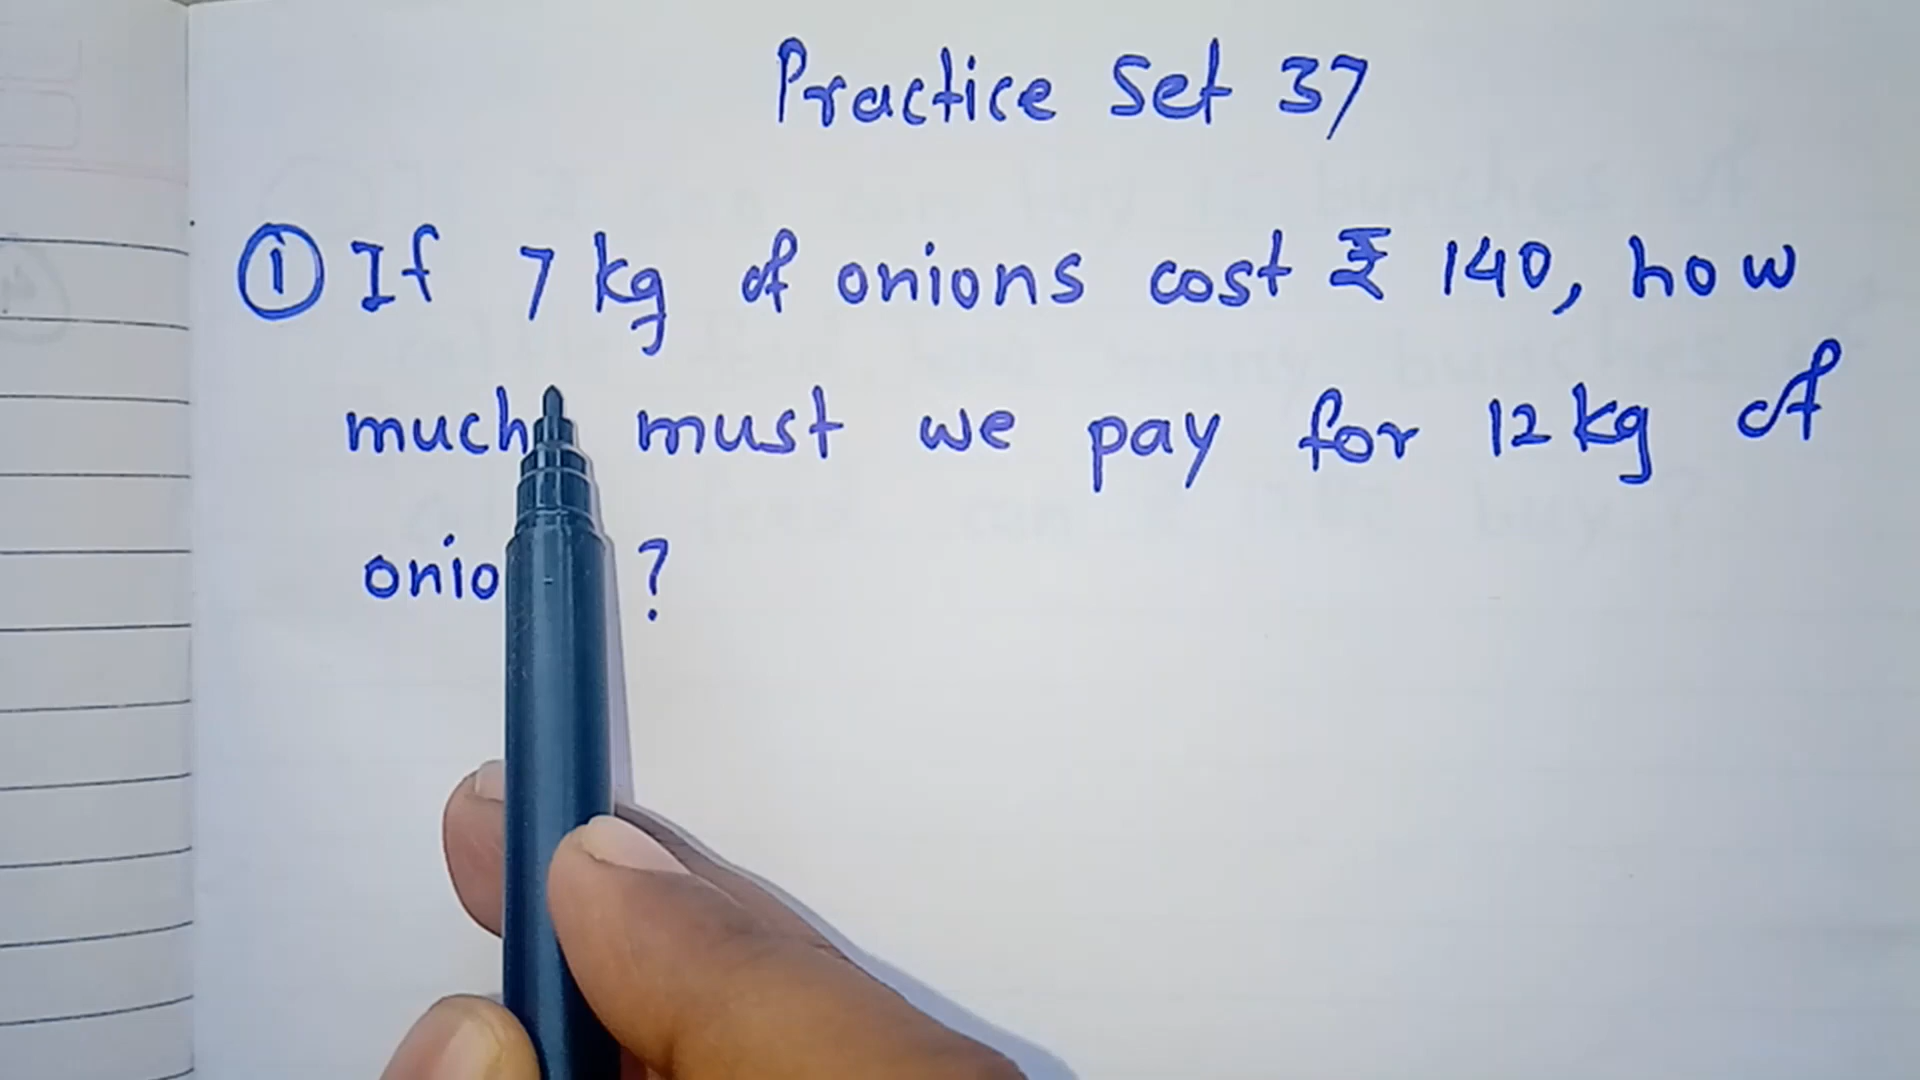 Practice Set 37
① If 7 kg of onions cost ₹ 140, how
much must we pay for 12 kg of
onio ?